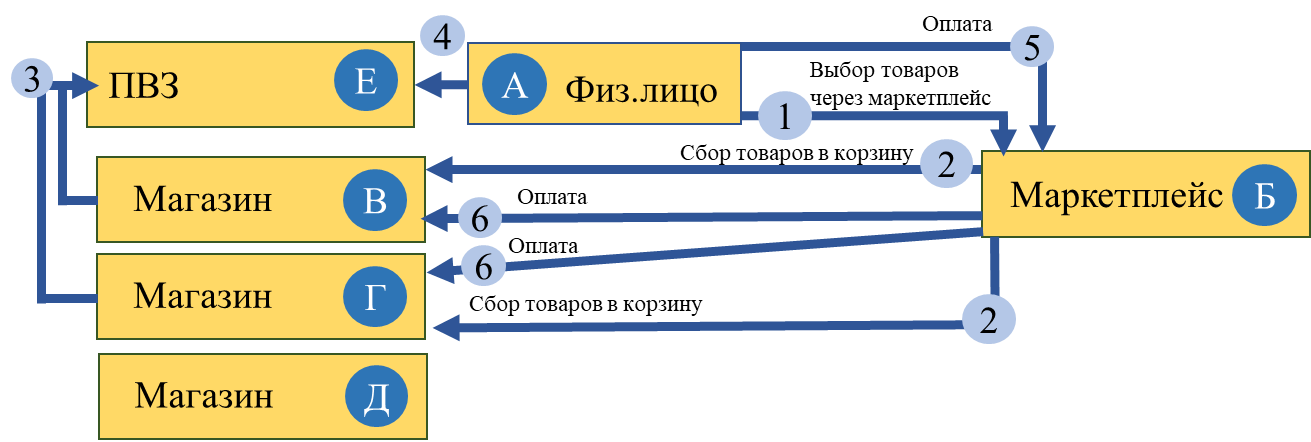 Оплата
4
5
3
ПВЗ
Е
А
Физ.лицо
Выбор товаров
через маркетплейс
1
Сбор товаров в корзину
2
Магазин
В
Оплата
6
Маркетплейс
Б
Оплата
6
Магазин
Г
Сбор товаров в корзину
2
Магазин
Д